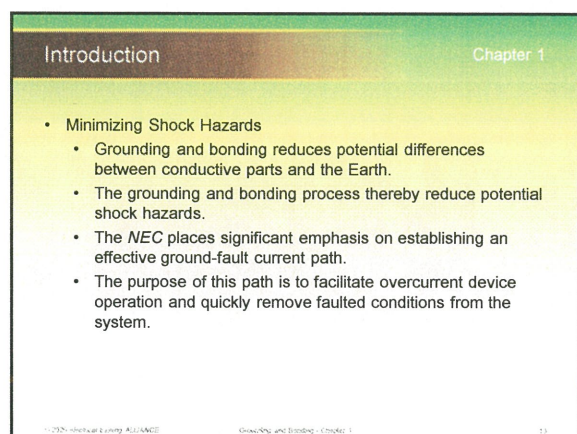 Introduction
Chapter 1
• Minimizing Shock Hazards
• Grounding and bonding reduces potential differences
between conductive parts and the Earth.
• The grounding and bonding process thereby reduce potential
shock hazards.
• The NEC places significant emphasis on establishing an
effective ground-fault current path.
• The purpose of this path is to facilitate overcurrent device
operation and quickly remove faulted conditions from the
system.
ALLIANCE
Grounding and Bonding – Chapter 1